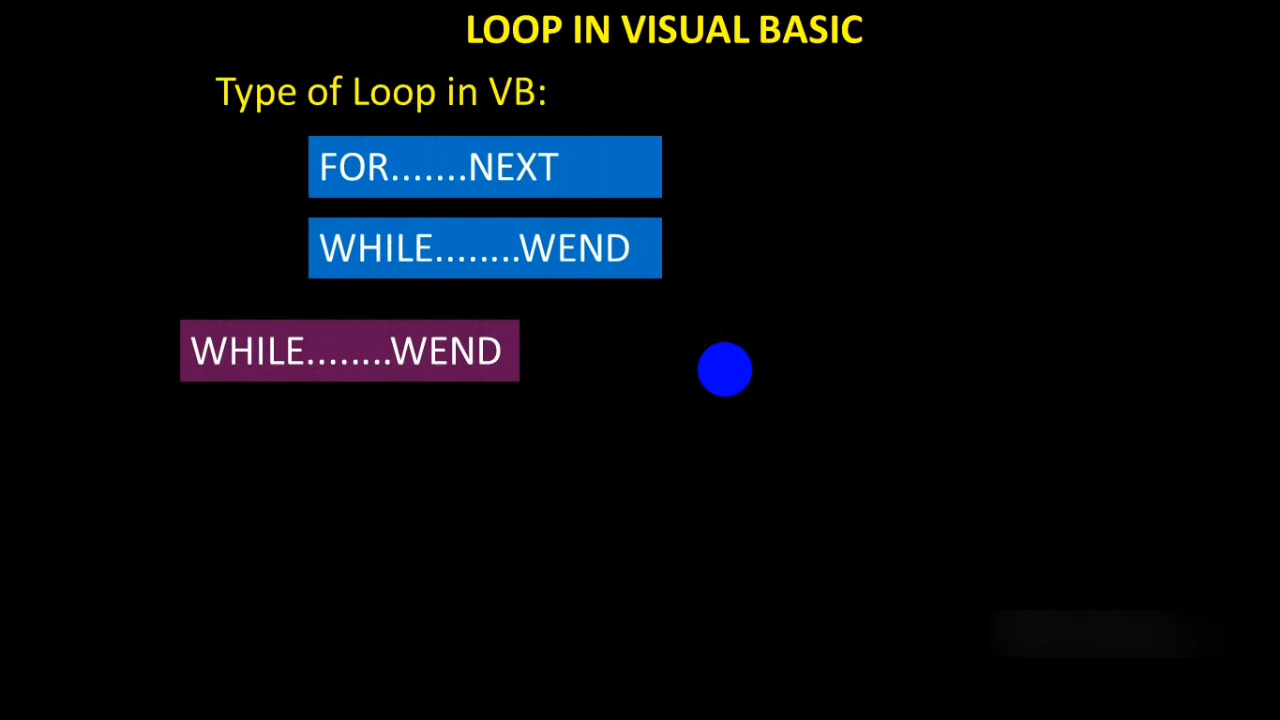 LOOP IN VISUAL BASIC
Type of Loop in VB:
FOR.......NEXT
WHILE........WEND
WHILE........WEND